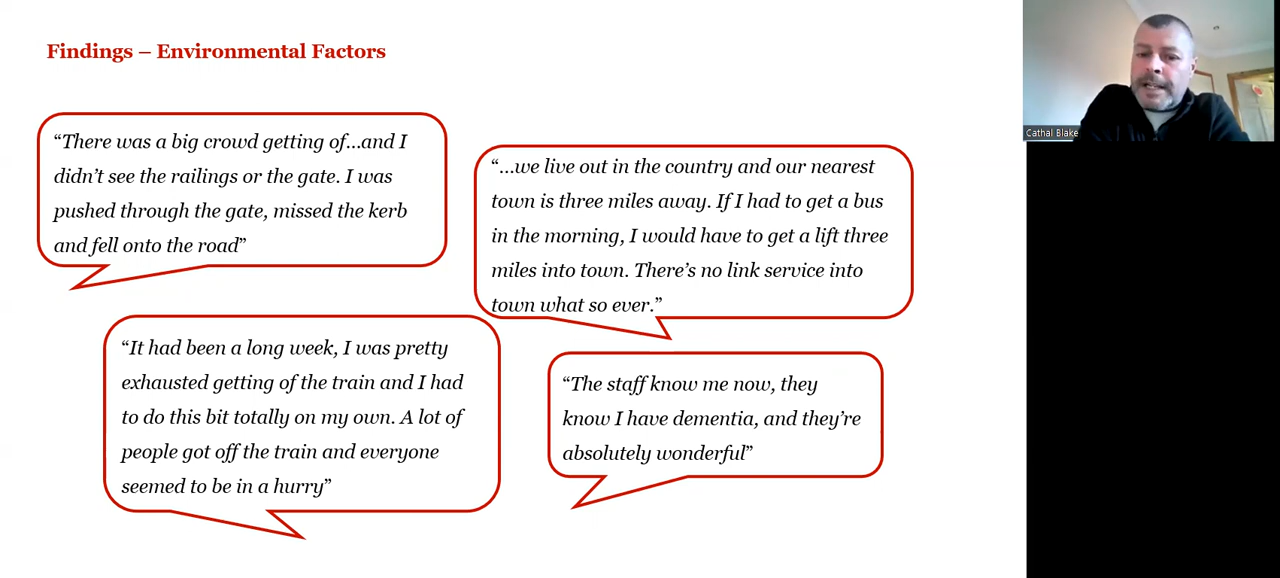 Findings – Environmental Factors
“There was a big crowd getting of...and I
didn’t see the railings or the gate. I was
pushed through the gate, missed the kerb
and fell onto the road”
“...we live out in the country and our nearest
town is three miles away. If I had to get a bus
in the morning, I would have to get a lift three
miles into town. There’s no link service into
town what so ever.”
“It had been a long week, I was pretty
exhausted getting of the train and I had
to do this bit totally on my own. A lot of
people got off the train and everyone
seemed to be in a hurry”
“The staff know me now, they
know I have dementia, and they’re
absolutely wonderful”
Cathal Blake